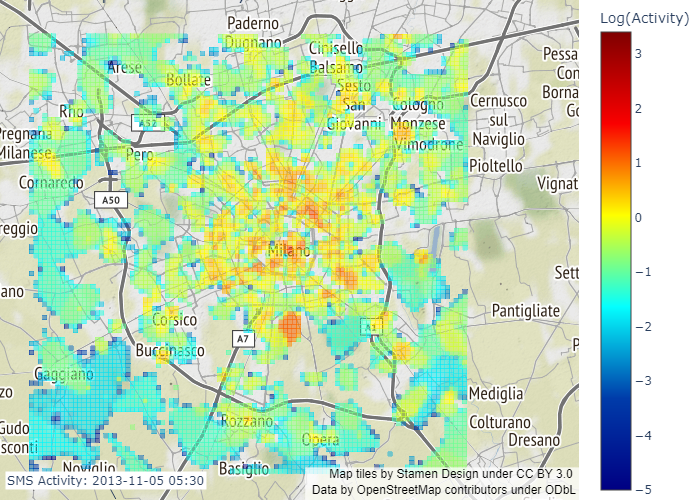 Log(Activity)
3
2
1
0
−1
−2
−3
−4
−5
Paderno
Dugnano
Cinisello
Balsamo
Arese
Bollate
Sesto
San
Giovanni
Cologno
Monzese
Cernusco
sul
Naviglio
Pessa
Con
Borna
Go
Rho
A52
Pregnana
Milanese
Pero
Vimodrone
Pioltello
Cornaredo
Vignat
A50
reggio
Milano
Sett
ano
Pantigliate
Corsico
A7
A1
Buccinasco
P
Gaggiano
zo
Mediglia
Rozzano
Colturano
Gudo
sconti
Opera
Dresano
Noviglio
Basiglio
SMS Activity: 2013-11-05 05:30
Map tiles by Stamen Design under CC BY 3.0
Data by OpenStreetMap contributors under ODbL